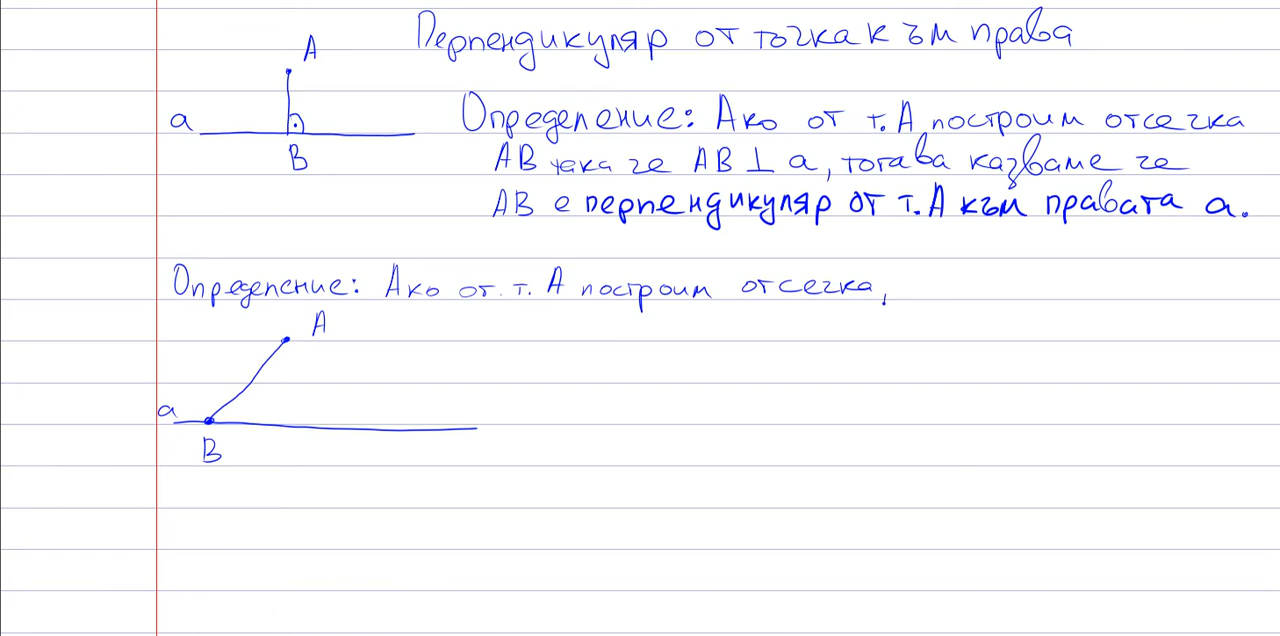 Перпендикуляр от точка към права
A
a
B
Определение: Ако от т. А построим отсечка
AB така че AB ⊥ a, тогава казваме че
AB е перпендикуляр от т. А към правата a.
Определение: Ако от. т. А построим отсечка,
A
a
B